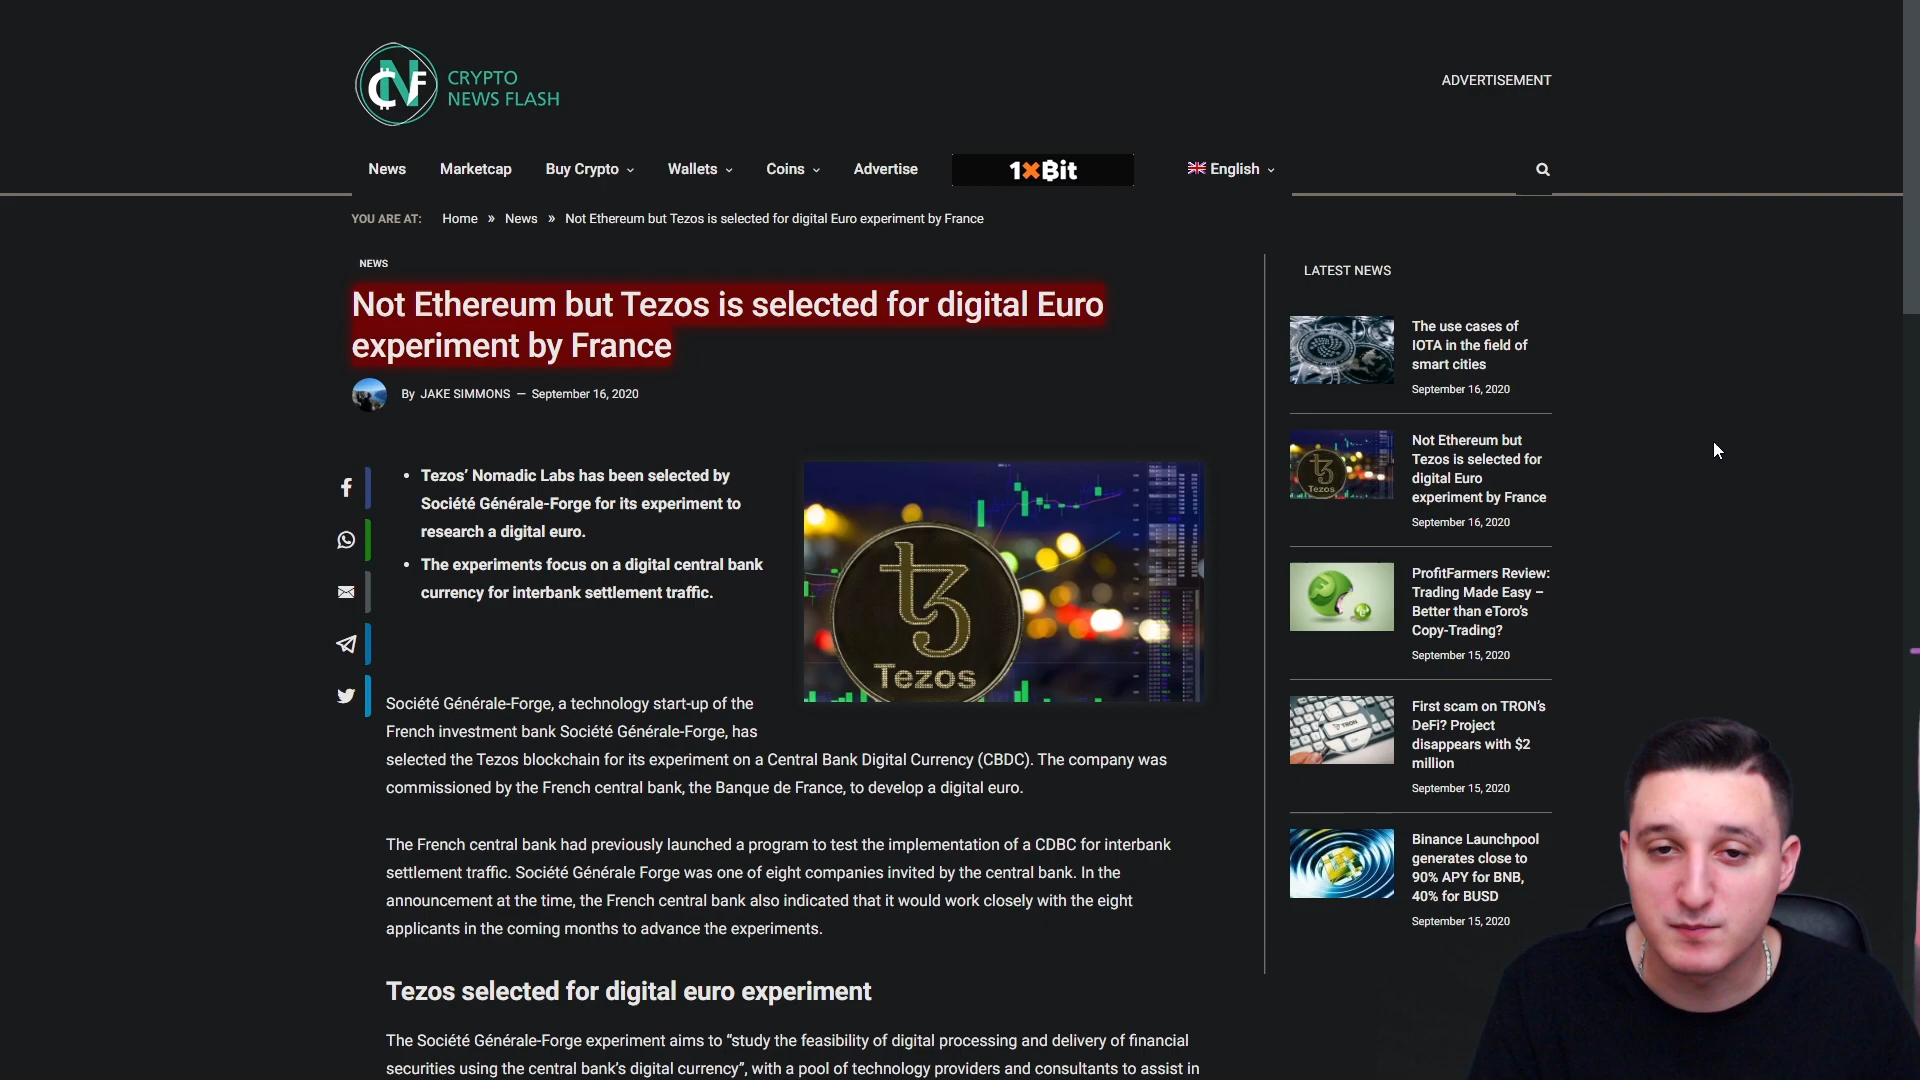 CRYPTO
NEWS FLASH
ADVERTISEMENT
News
Marketcap
Buy Crypto
Wallets
Coins
Advertise
1xBit
English
YOU ARE AT:
Home » News » Not Ethereum but Tezos is selected for digital Euro experiment by France
NEWS
Not Ethereum but Tezos is selected for digital Euro
experiment by France
By JAKE SIMMONS — September 16, 2020
• Tezos’ Nomadic Labs has been selected by
Société Générale-Forge for its experiment to
research a digital euro.
• The experiments focus on a digital central bank
currency for interbank settlement traffic.
Tezos
Société Générale-Forge, a technology start-up of the
French investment bank Société Générale-Forge, has
selected the Tezos blockchain for its experiment on a Central Bank Digital Currency (CBDC). The company was
commissioned by the French central bank, the Banque de France, to develop a digital euro.
The French central bank had previously launched a program to test the implementation of a CDBC for interbank
settlement traffic. Société Générale Forge was one of eight companies invited by the central bank. In the
announcement at the time, the French central bank also indicated that it would work closely with the eight
applicants in the coming months to advance the experiments.
Tezos selected for digital euro experiment
The Société Générale-Forge experiment aims to “study the feasibility of digital processing and delivery of financial
securities using the central bank’s digital currency”, with a pool of technology providers and consultants to assist in
LATEST NEWS
The use cases of
IOTA in the field of
smart cities
September 16, 2020
Tezos
Not Ethereum but
Tezos is selected for
digital Euro
experiment by France
September 16, 2020
ProfitFarmers Review:
Trading Made Easy –
Better than eToro’s
Copy-Trading?
September 15, 2020
TRON
First scam on TRON’s
DeFi? Project
disappears with $2
million
September 15, 2020
Binance Launchpool
generates close to
90% APY for BNB,
40% for BUSD
September 15, 2020